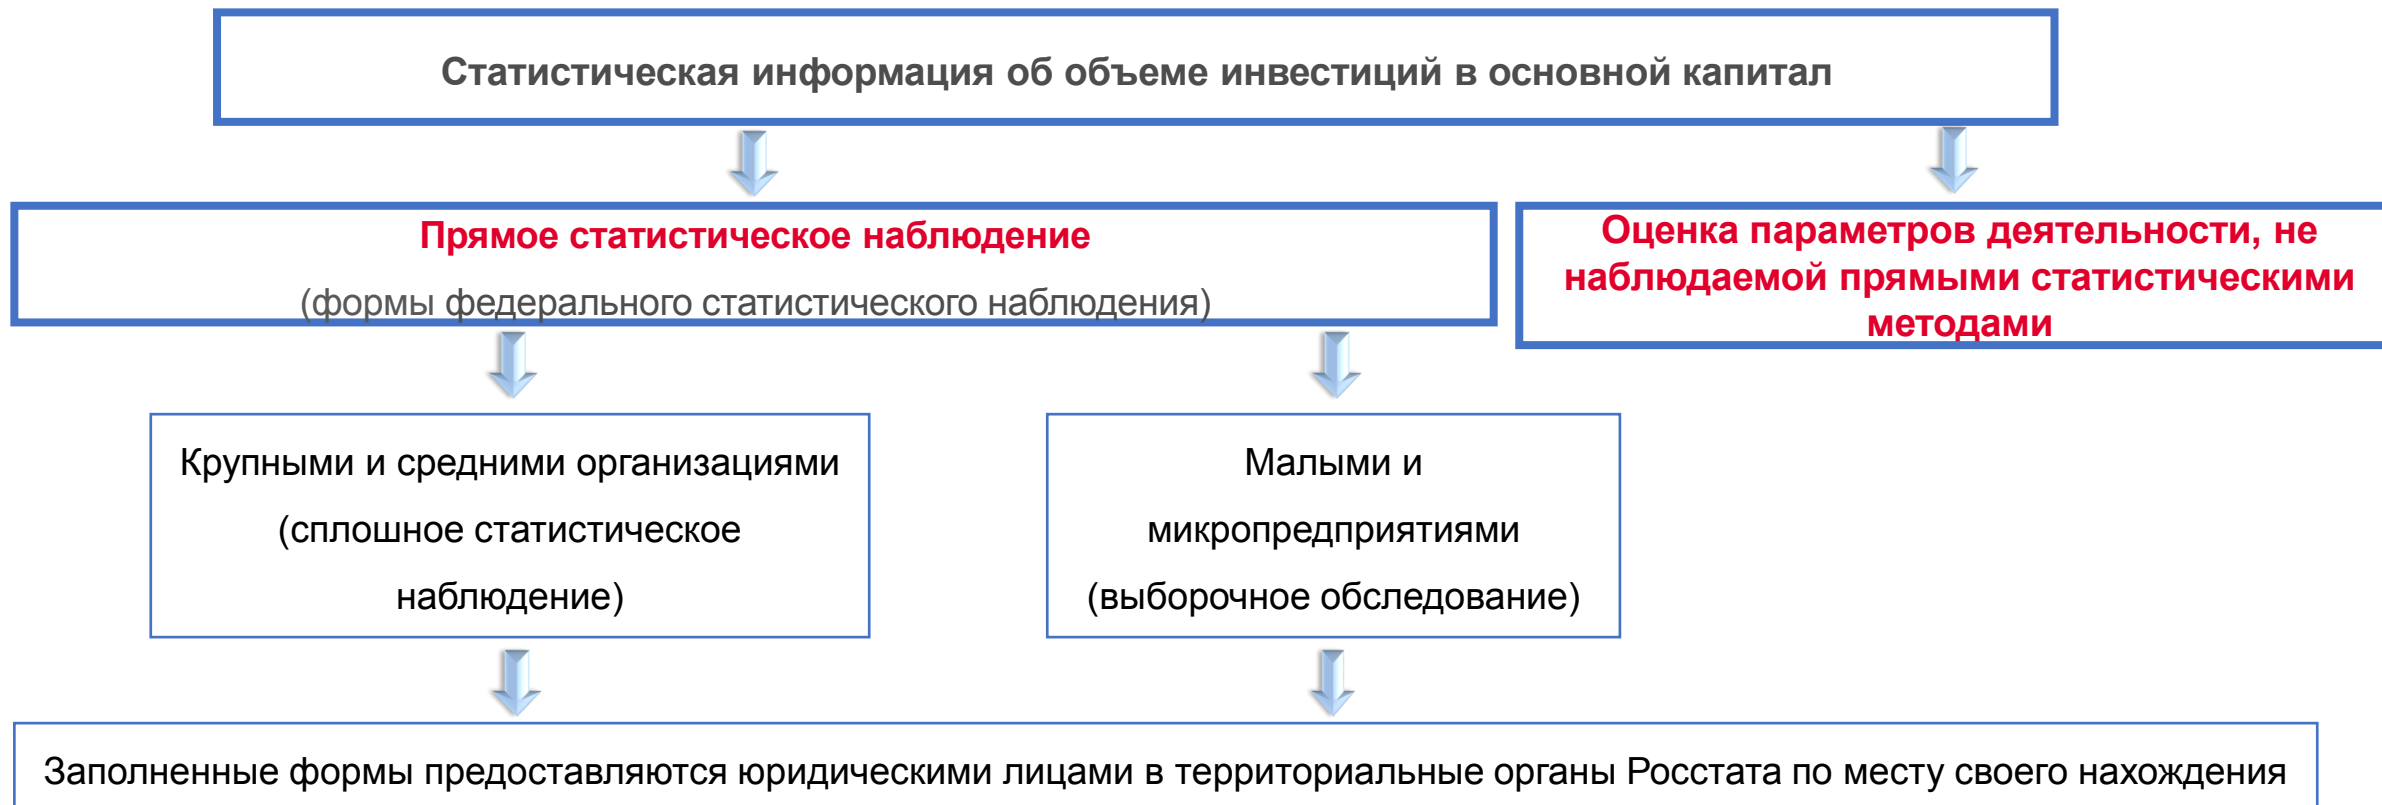 Статистическая информация об объеме инвестиций в основной капитал
Прямое статистическое наблюдение
(формы федерального статистического наблюдения)
Оценка параметров деятельности, не
наблюдаемой прямыми статистическими
методами
Крупными и средними организациями
(сплошное статистическое
наблюдение)
Малыми и
микропредприятиями
(выборочное обследование)
Заполненные формы предоставляются юридическими лицами в территориальные органы Росстата по месту своего нахождения